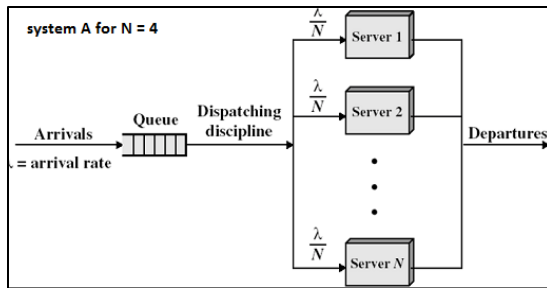 system A for N = 4
λ
N
Server 1
λ
N
Server 2
Queue
Dispatching
discipline
Arrivals
λ = arrival rate
Departures
λ
N
Server N